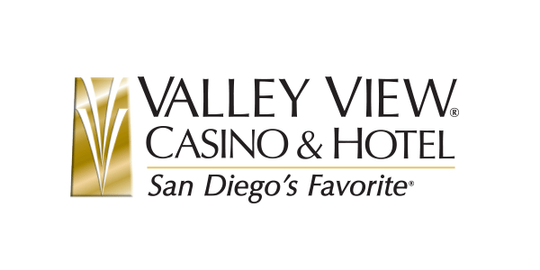 VALLEY VIEW®
CASINO & HOTEL
San Diego's Favorite®